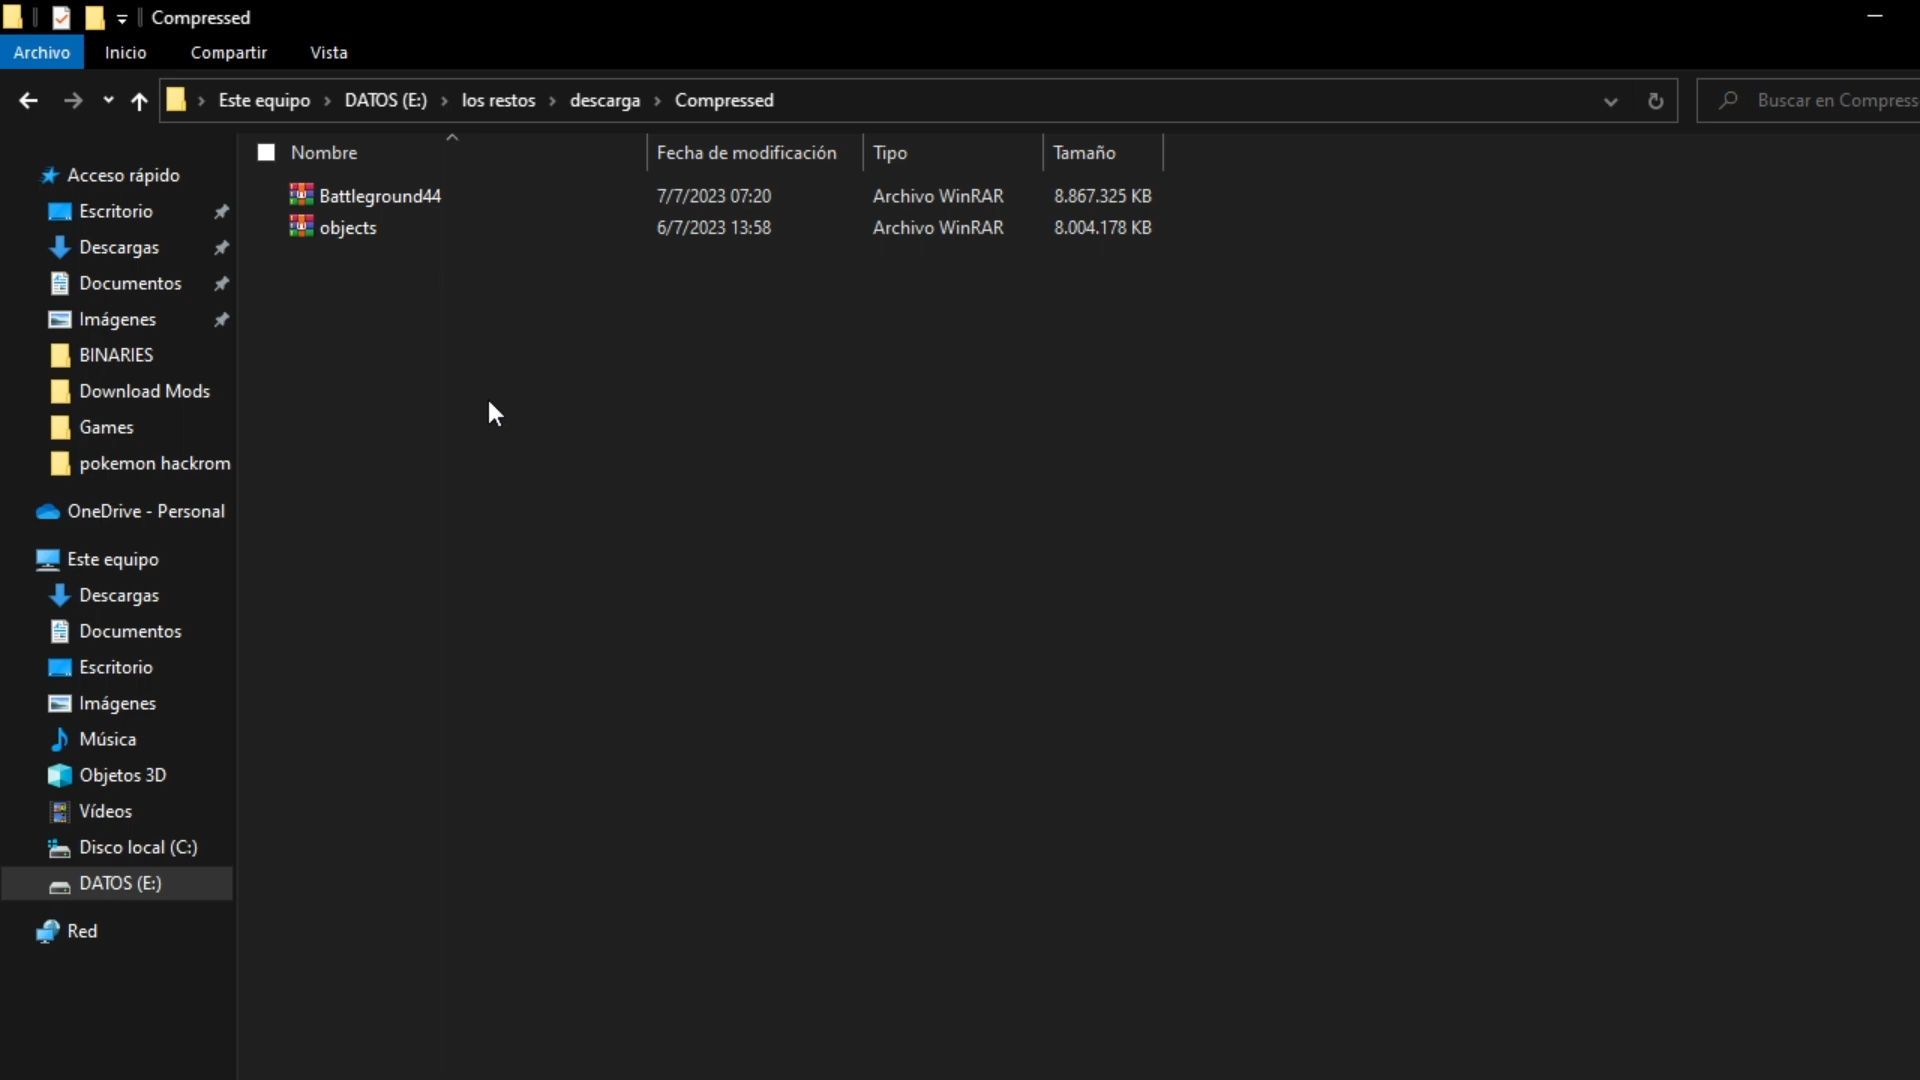 Compressed
Archivo Inicio Compartir Vista
Este equipo DATOS (E:) los restos descarga Compressed
Buscar en Compress
Nombre Fecha de modificación Tipo Tamaño
Battleground44 7/7/2023 07:20 Archivo WinRAR 8.867.325 KB
objects 6/7/2023 13:58 Archivo WinRAR 8.004.178 KB
Acceso rápido
Escritorio
Descargas
Documentos
Imágenes
BINARIES
Download Mods
Games
pokemon hackrom
OneDrive - Personal
Este equipo
Descargas
Documentos
Escritorio
Imágenes
Música
Objetos 3D
Vídeos
Disco local (C:)
DATOS (E:)
Red